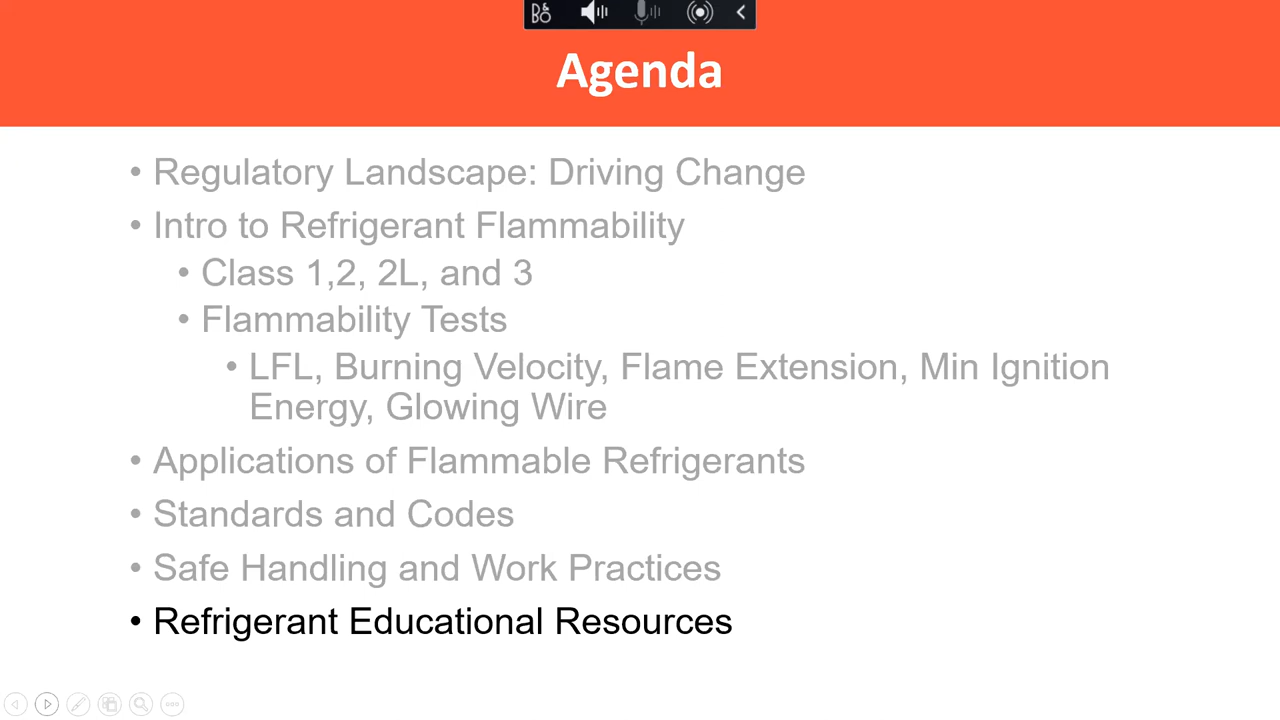 B&O
Agenda
• Regulatory Landscape: Driving Change
• Intro to Refrigerant Flammability
• Class 1,2, 2L, and 3
• Flammability Tests
• LFL, Burning Velocity, Flame Extension, Min Ignition
Energy, Glowing Wire
• Applications of Flammable Refrigerants
• Standards and Codes
• Safe Handling and Work Practices
• Refrigerant Educational Resources